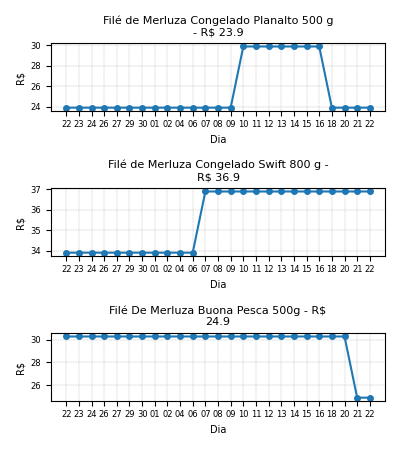 Filé de Merluza Congelado Planalto 500 g
- R$ 23.9
30
28
26
24
R$
22 23 24 26 27 29 30 01 02 04 06 07 08 09 10 12 13 14 15 16 18 19 20 22
Dia
Filé de Merluza Congelado Swift 800 g -
R$ 36.9
37
36
35
34
R$
22 23 24 26 27 29 30 01 02 04 06 07 08 09 10 12 13 14 15 16 18 19 20 22
Dia
Filé De Merluza Buona Pesca 500g - R$
24.9
30
28
26
R$
22 23 24 26 27 29 30 01 02 04 06 07 08 09 10 12 13 14 15 16 18 20 21 22
Dia